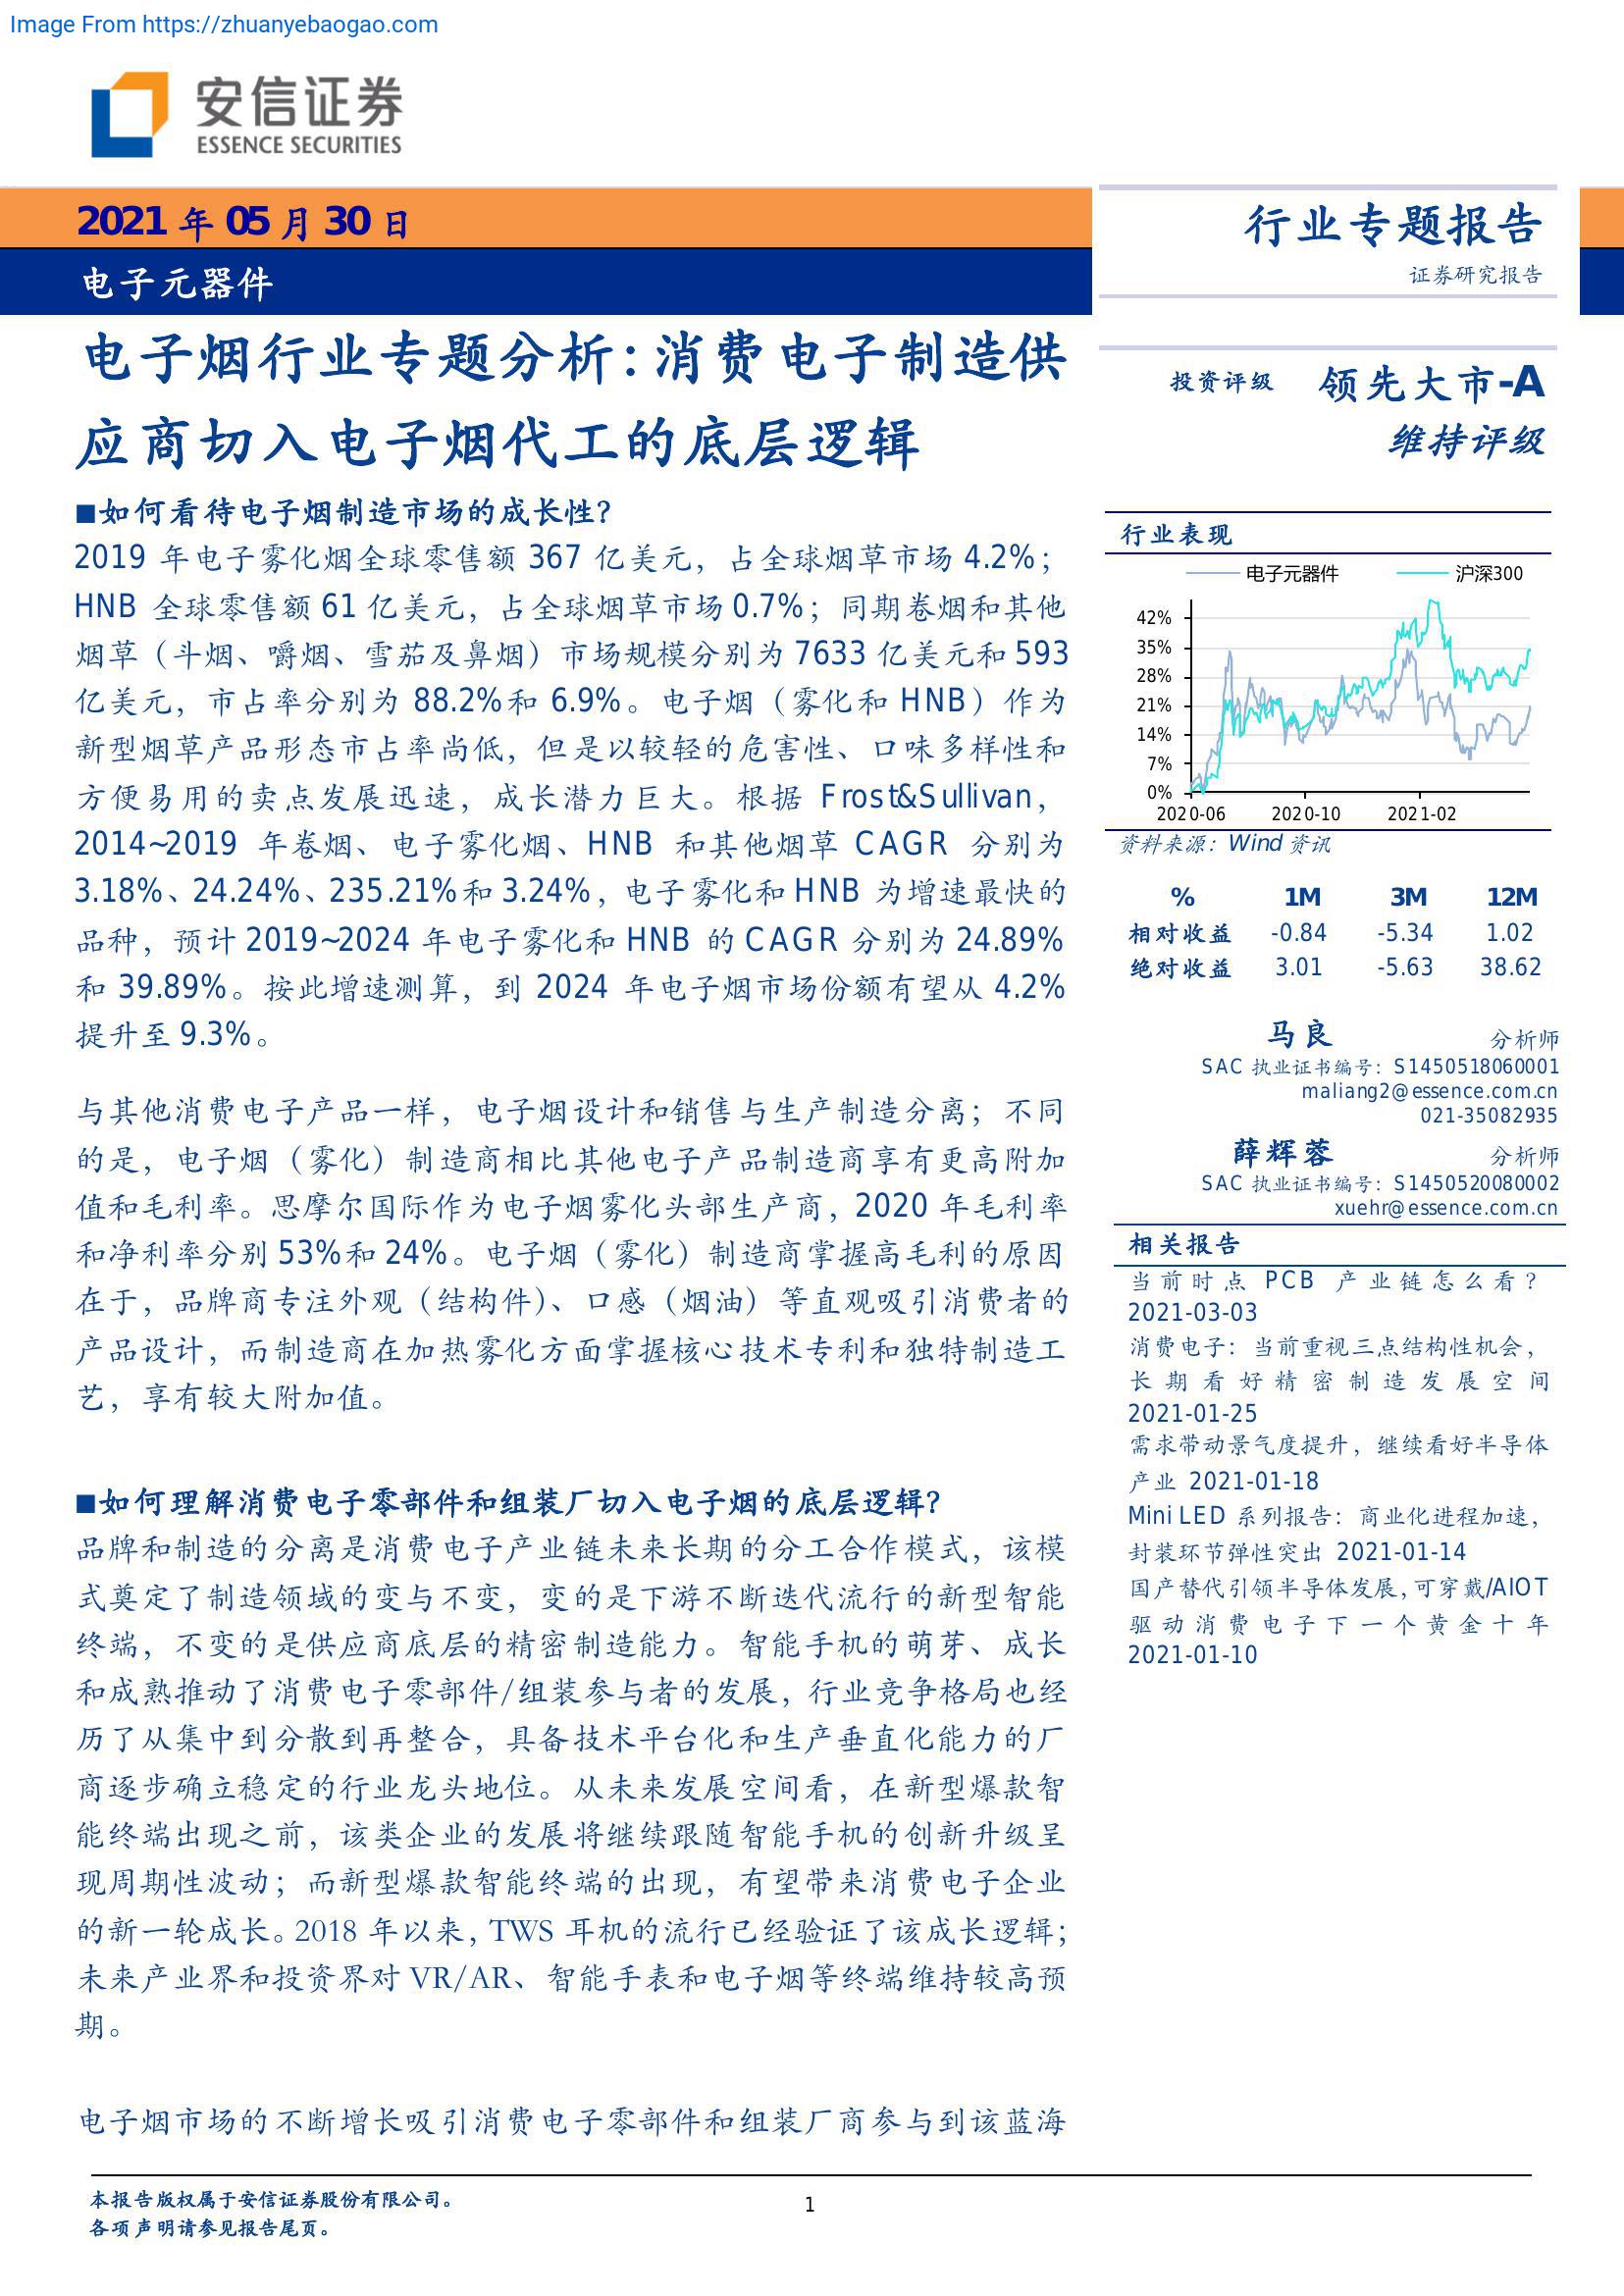 Image From https://zhuanyebaogao.com
安信证券
ESSENCE SECURITIES
2021 年 05 月 30 日
电子元器件
行业专题报告
证券研究报告
电子烟行业专题分析：消费电子制造供
应商切入电子烟代工的底层逻辑
■如何看待电子烟制造市场的成长性？
2019 年电子雾化烟全球零售额 367 亿美元，占全球烟草市场 4.2%；
HNB 全球零售额 61 亿美元，占全球烟草市场 0.7%；同期卷烟和其他
烟草（斗烟、嚼烟、雪茄及鼻烟）市场规模分别为 7633 亿美元和 593
亿美元，市占率分别为 88.2%和 6.9%。电子烟（雾化和 HNB）作为
新型烟草产品形态市占率尚低，但是以较轻的危害性、口味多样性和
方便易用的卖点发展迅速，成长潜力巨大。根据 Frost&Sullivan，
2014~2019 年卷烟、电子雾化烟、HNB 和其他烟草 CAGR 分别为
3.18%、24.24%、235.21%和 3.24%，电子雾化和 HNB 为增速最快的
品种，预计 2019~2024 年电子雾化和 HNB 的 CAGR 分别为 24.89%
和 39.89%。按此增速测算，到 2024 年电子烟市场份额有望从 4.2%
提升至 9.3%。
与其他消费电子产品一样，电子烟设计和销售与生产制造分离；不同
的是，电子烟（雾化）制造商相比其他电子产品制造商享有更高附加
值和毛利率。思摩尔国际作为电子烟雾化头部生产商，2020 年毛利率
和净利率分别 53%和 24%。电子烟（雾化）制造商掌握高毛利的原因
在于，品牌商专注外观（结构件）、口感（烟油）等直观吸引消费者的
产品设计，而制造商在加热雾化方面掌握核心技术专利和独特制造工
艺，享有较大附加值。
■如何理解消费电子零部件和组装厂切入电子烟的底层逻辑？
品牌和制造的分离是消费电子产业链未来长期的分工合作模式，该模
式奠定了制造领域的变与不变，变的是下游不断迭代流行的新型智能
终端，不变的是供应商底层的精密制造能力。智能手机的萌芽、成长
和成熟推动了消费电子零部件/组装参与者的发展，行业竞争格局也经
历了从集中到分散到再整合，具备技术平台化和生产垂直化能力的厂
商逐步确立稳定的行业龙头地位。从未来发展空间看，在新型爆款智
能终端出现之前，该类企业的发展将继续跟随智能手机的创新升级呈
现周期性波动；而新型爆款智能终端的出现，有望带来消费电子企业
的新一轮成长。2018 年以来，TWS 耳机的流行已经验证了该成长逻辑；
未来产业界和投资界对 VR/AR、智能手表和电子烟等终端维持较高预
期。
电子烟市场的不断增长吸引消费电子零部件和组装厂商参与到该蓝海
投资评级 领先大市-A
维持评级
行业表现
电子元器件 沪深300
42%
35%
28%
21%
14%
7%
0%
2020-06 2020-10 2021-02
资料来源：Wind 资讯
% 1M 3M 12M
相对收益 -0.84 -5.34 1.02
绝对收益 3.01 -5.63 38.62
马良 分析师
SAC 执业证书编号：S1450518060001
maliang2@essence.com.cn
021-35082935
薛辉蓉 分析师
SAC 执业证书编号：S1450520080002
xuehr@essence.com.cn
相关报告
当前时点 PCB 产业链怎么看？
2021-03-03
消费电子：当前重视三点结构性机会，
长期看好精密制造发展空间
2021-01-25
需求带动景气度提升，继续看好半导体
产业 2021-01-18
Mini LED 系列报告：商业化进程加速，
封装环节弹性突出 2021-01-14
国产替代引领半导体发展，可穿戴/AIOT
驱动消费电子下一个黄金十年
2021-01-10
本报告版权属于安信证券股份有限公司。
各项声明请参见报告尾页。
1